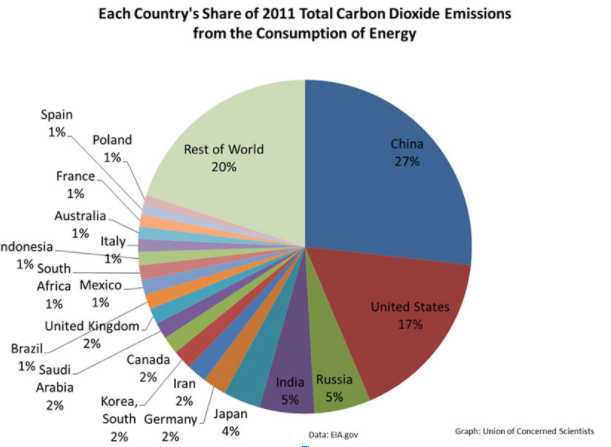 Each Country's Share of 2011 Total Carbon Dioxide Emissions
from the Consumption of Energy
Spain
1%
Poland
1%
France
1%
Australia
1%
Italy
1%
ndonesia
1%
South
Africa
1%
Mexico
1%
United Kingdom
2%
Brazil
1%
Saudi
Arabia
2%
Canada
2%
Korea,
South
2%
Iran
2%
Germany
2%
Japan
4%
India
5%
Russia
5%
United States
17%
China
27%
Rest of World
20%
Data: EIA.gov
Graph: Union of Concerned Scientists